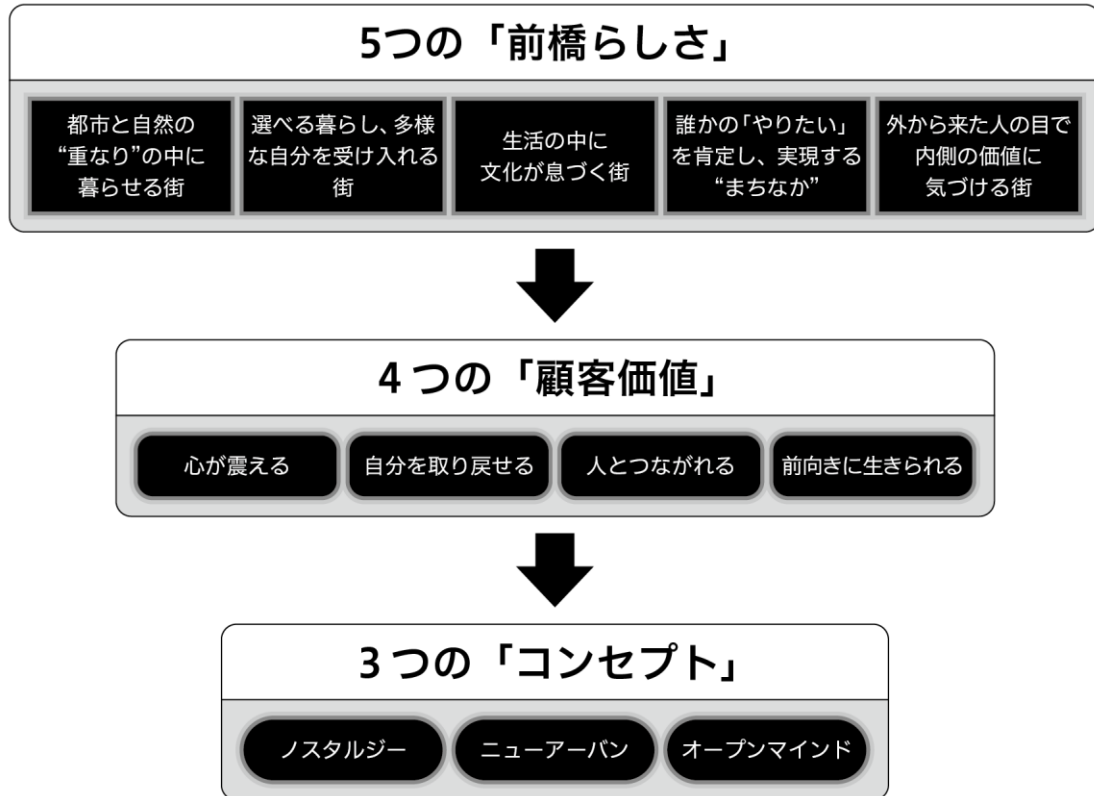 5つの「前橋らしさ」
都市と自然の
“重なり”の中に
暮らせる街
選べる暮らし、多様
な自分を受け入れる
街
生活の中に
文化が息づく街
誰かの「やりたい」
を肯定し、実現する
“まちなか”
外から来た人の目で
内側の価値に
気づける街
4つの「顧客価値」
心が震える
自分を取り戻せる
人とつながれる
前向きに生きられる
3つの「コンセプト」
ノスタルジー
ニューアーバン
オープンマインド